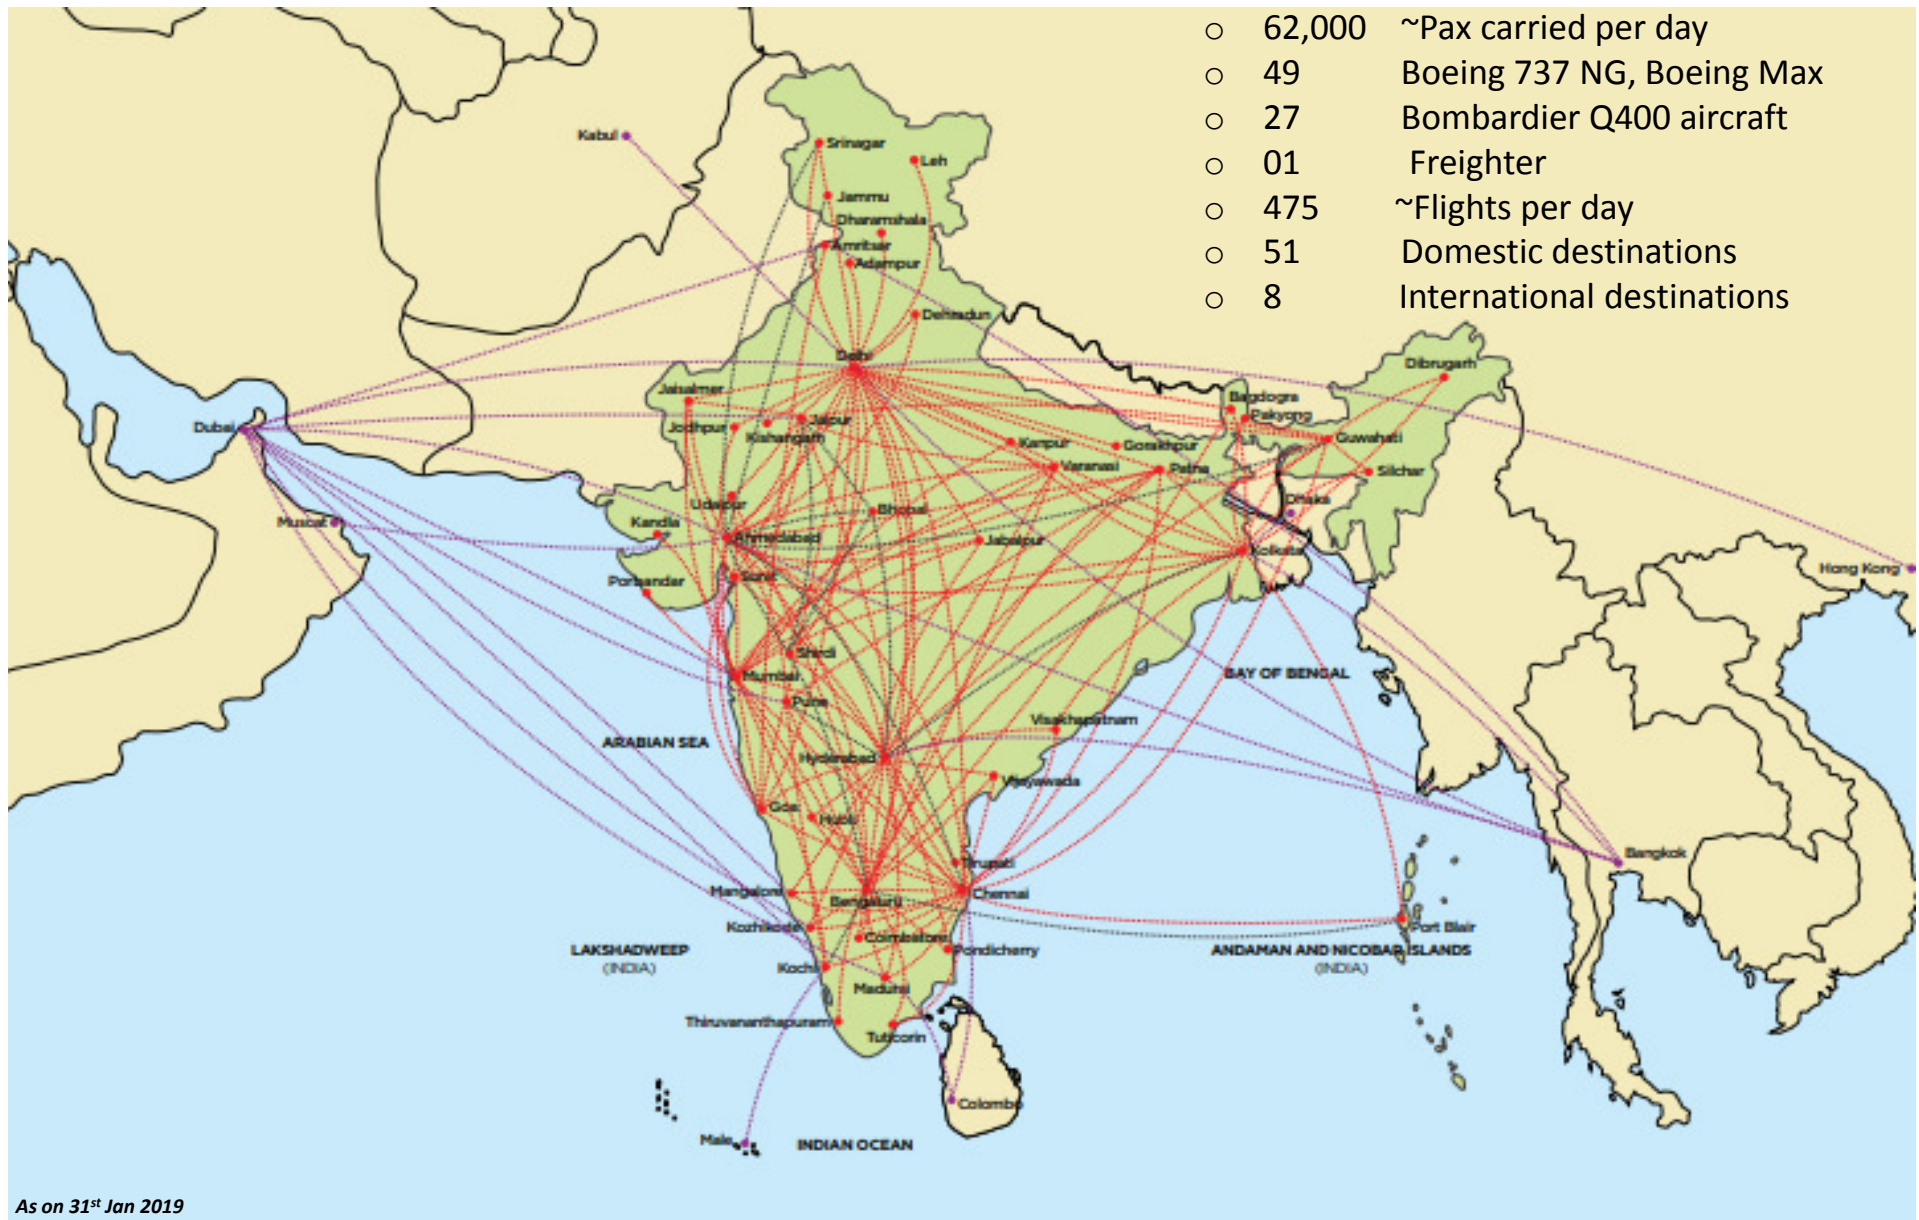 ○ 62,000 ~Pax carried per day
○ 49 Boeing 737 NG, Boeing Max
○ 27 Bombardier Q400 aircraft
○ 01 Freighter
○ 475 ~Flights per day
○ 51 Domestic destinations
○ 8 International destinations
Kabul
Srinagar
Leh
Jammu
Dharamshala
Amritsar
Adampur
Dehradun
Delhi
Dibrugarh
Jaisalmer
Bagdogra
Pakyong
Dubai
Jodhpur
Jaipur
Kishangarh
Kanpur
Gorakhpur
Guwahati
Varanasi
Patna
Silchar
Udaipur
Dhaka
Muscat
Kandla
Bhopal
Ahmedabad
Jabalpur
Kolkata
Hong Kong
Porbandar
Surat
Shirdi
Mumbai
BAY OF BENGAL
Pune
Visakhapatnam
ARABIAN SEA
Hyderabad
Vijayawada
Goa
Hubli
Tirupati
Bangkok
Mangalore
Bengaluru
Chennai
Kozhikode
Coimbatore
Port Blair
LAKSHADWEEP
(INDIA)
Pondicherry
ANDAMAN AND NICOBAR ISLANDS
(INDIA)
Kochi
Madurai
Thiruvananthapuram
Tuticorin
Colombo
Male
INDIAN OCEAN
As on 31st Jan 2019